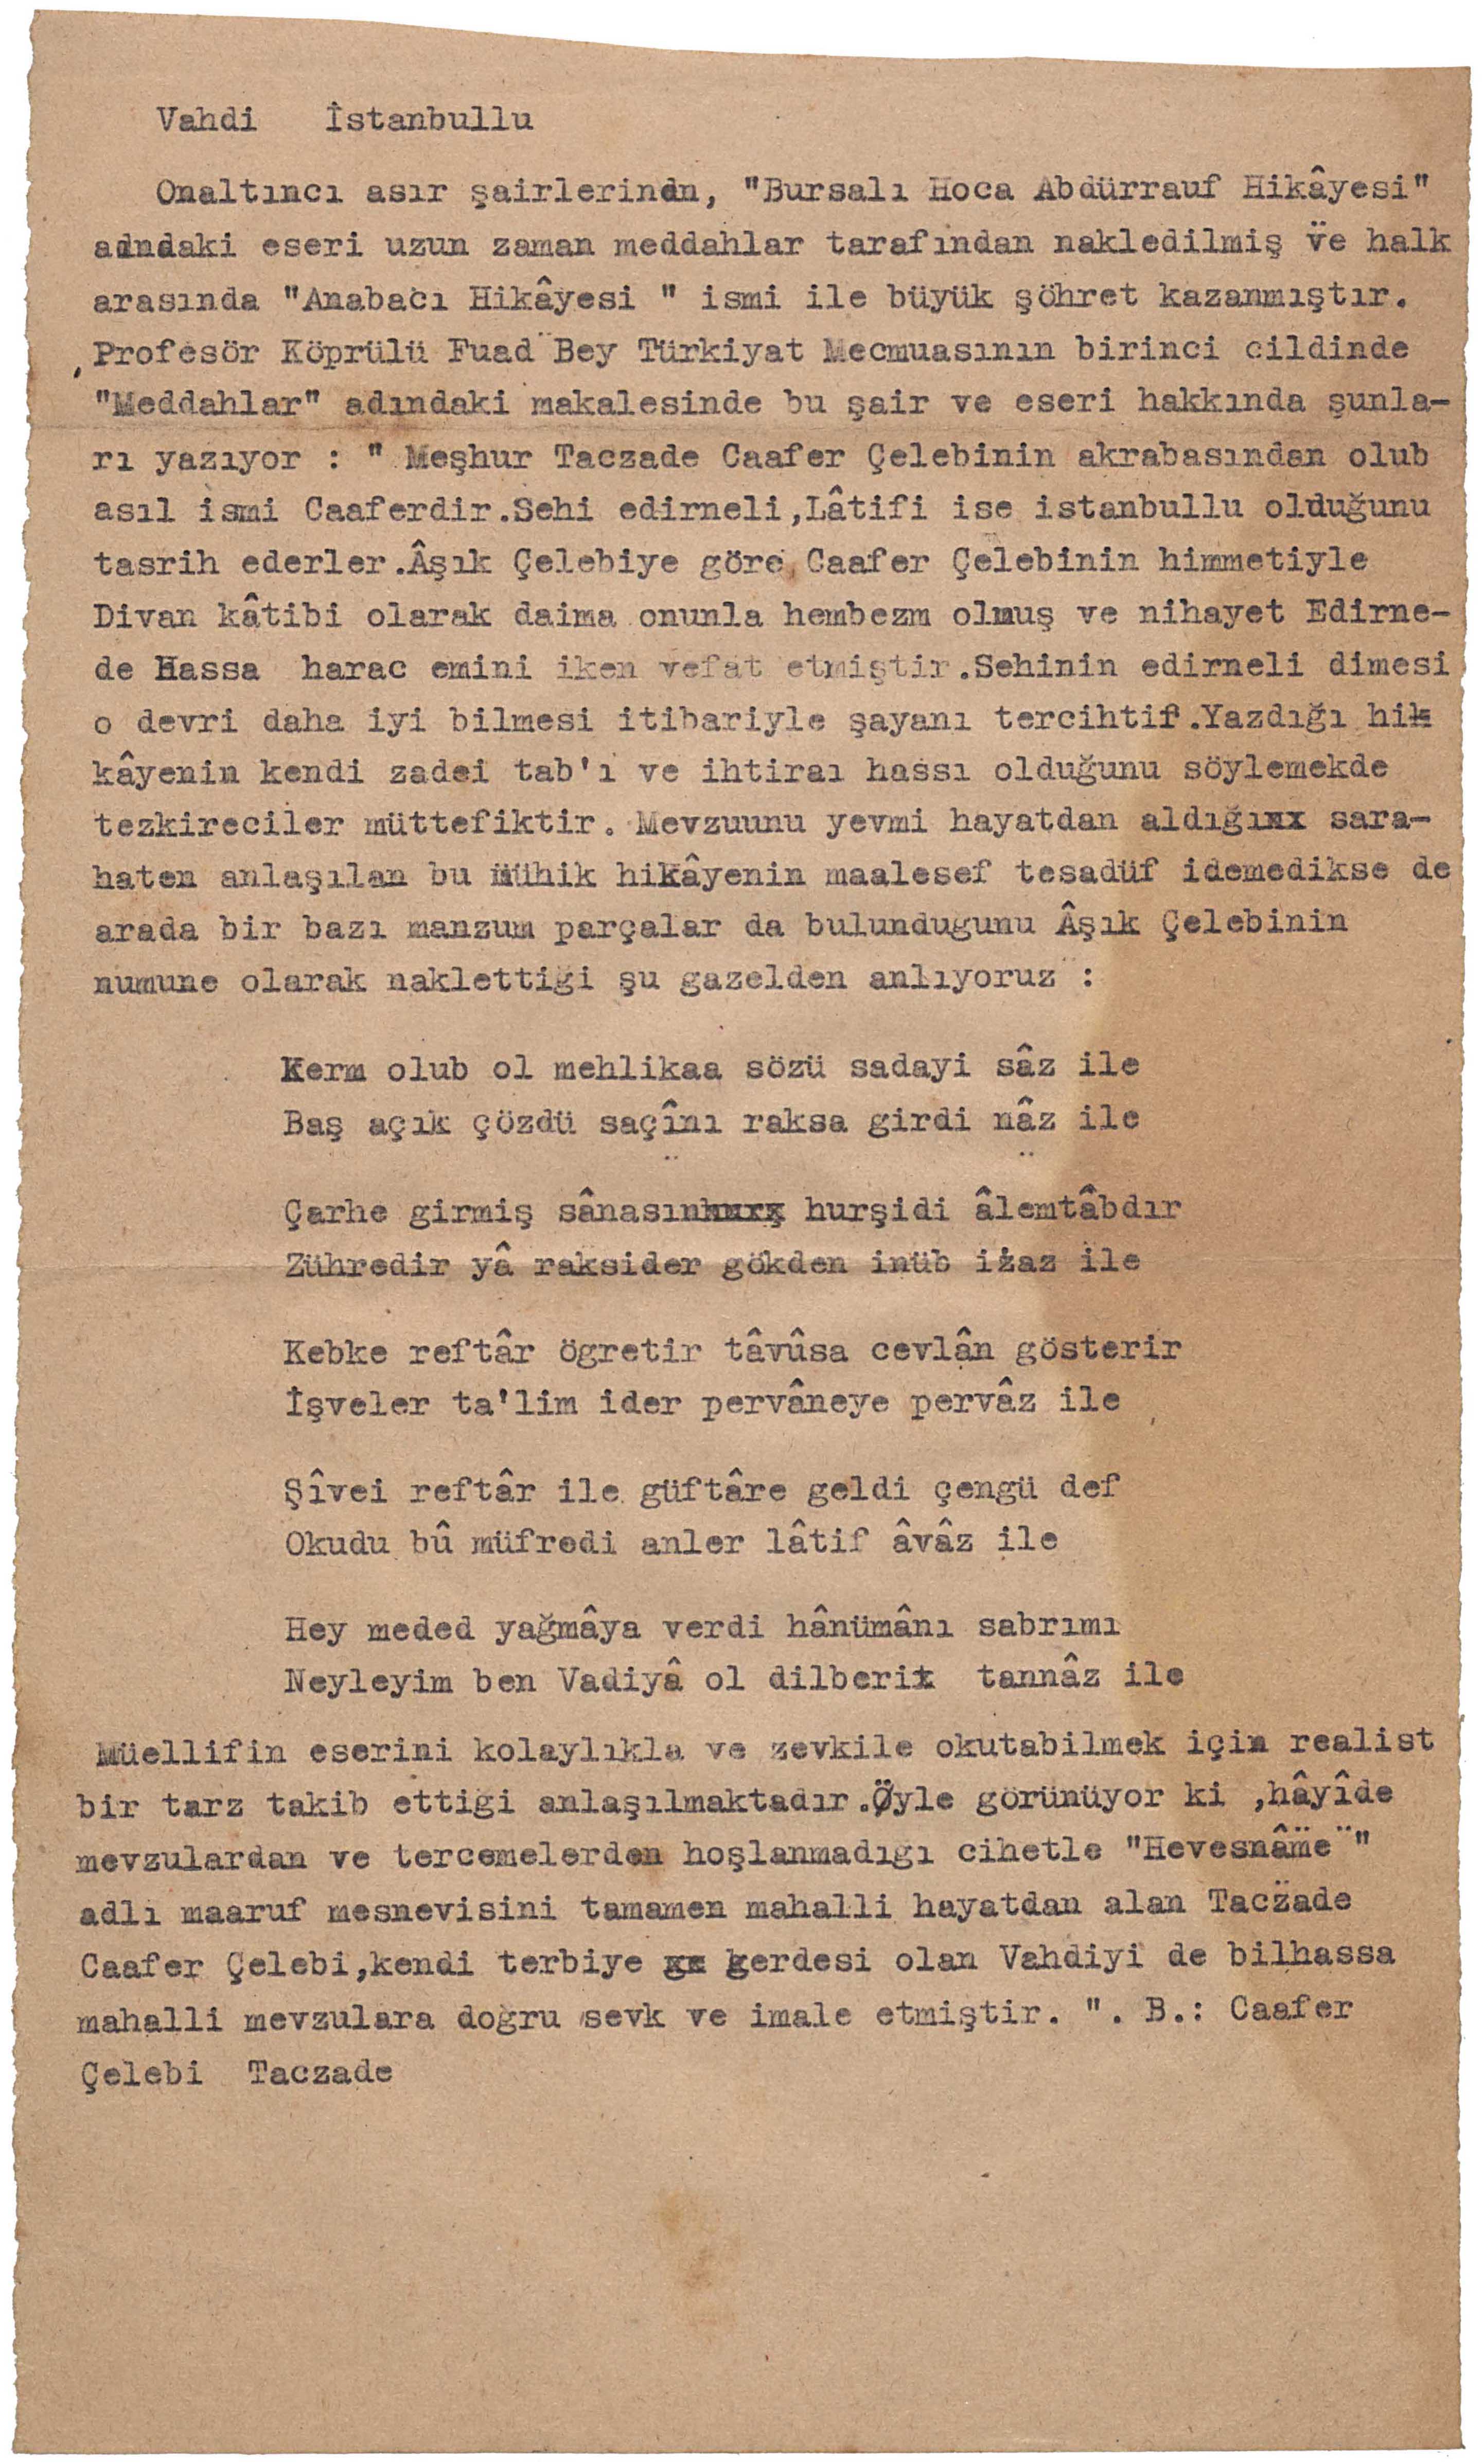 Vahdi İstanbullu
Onaltıncı asır şairlerindn, "Bursalı Hoca Abdürrauf Hikâyesi"
adndaki eseri uzun zaman meddahlar tarafından nakledilmiş ve halk
arasında "Anabacı Hikâyesi " ismi ile büyük şöhret kazanmıştır.
Profesör Köprülü Fuad Bey Türkiyat Mecmuasının birinci cildinde
"Meddahlar" adındaki makalesinde bu şair ve eseri hakkında şunla-
rı yazıyor : " Meşhur Taczade Caafer Çelebinin akrabasından olub
asıl ismi Caaferdir.Sehi edirneli,Lâtifi ise istanbullu olduğunu
tasrih ederler.Âşık Çelebiye göre, Caafer Çelebinin himmetiyle
Divan kâtibi olarak daima onunla hembezm olmuş ve nihayet Edirne-
de Hassa harac emini iken vefat etmiştir.Sehinin edirneli dimesi
o devri daha iyi bilmesi itibariyle şayanı tercihtir.Yazdığı hik
kâyenin kendi zadei tab'ı ve ihtiraı hassı olduğunu söylemekde
tezkireciler müttefiktir. Mevzuunu yevmi hayatdan aldığıxx sara-
haten anlaşılan bu mühik hikâyenin maalesef tesadüf idemedikse de
arada bir bazı manzum parçalar da bulundugunu Âşık Çelebinin
numune olarak naklettiği şu gazelden anlıyoruz :
Kerm olub ol mehlikaa sözü sadayi sâz ile
Baş açık çözdü saçînı raksa girdi nâz ile
Çarhe girmiş sânasın hurşidi âlemtâbdır
Zühredir yâ raksider gökden inüb izaz ile
Kebke reftâr ögretir tâvûsa cevlân gösterir
İşveler ta'lim ider pervâneye pervâz ile
Şîvei reftâr ile güftâre geldi çengü def
Okudu bû müfredi anler lâtif âvâz ile
Hey meded yağmâya verdi hânümânı sabrımı
Neyleyim ben Vadiyâ ol dilberi tannâz ile
Müellifin eserini kolaylıkla ve zevkile okutabilmek için realist
bir tarz takib ettigi anlaşılmaktadır.Öyle görünüyor ki ,hâyîde
mevzulardan ve tercemelerden hoşlanmadıgı cihetle "Hevesnâme"
adlı maaruf mesnevisini tamamen mahalli hayatdan alan Taczade
Caafer Çelebi,kendi terbiye kerdesi olan Vahdiyi de bilhassa
mahalli mevzulara dogru sevk ve imale etmiştir. ". B.: Caafer
Çelebi Taczade